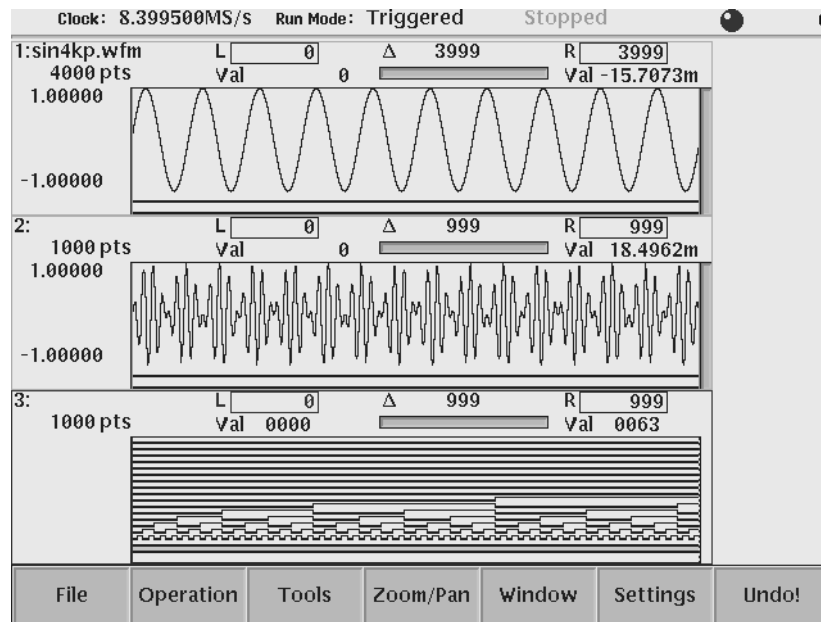 Clock: 8.399500MS/s Run Mode: Triggered Stopped
1:sin4kp.wfm L 0 Δ 3999 R 3999
4000 pts Val 0 Val -15.7073m
1.00000
-1.00000
2: L 0 Δ 999 R 999
1000 pts Val 0 Val 18.4962m
1.00000
-1.00000
3: L 0 Δ 999 R 999
1000 pts Val 0000 Val 0063
File Operation Tools Zoom/Pan Window Settings Undo!